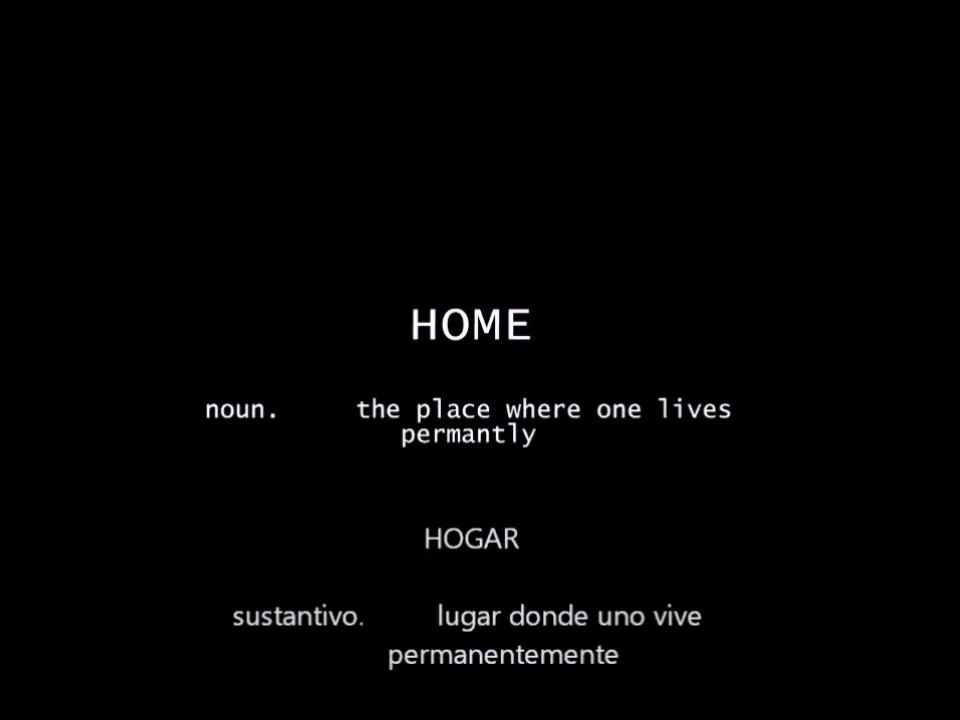 HOME
noun. the place where one lives
permantly
HOGAR
sustantivo. lugar donde uno vive
permanentemente